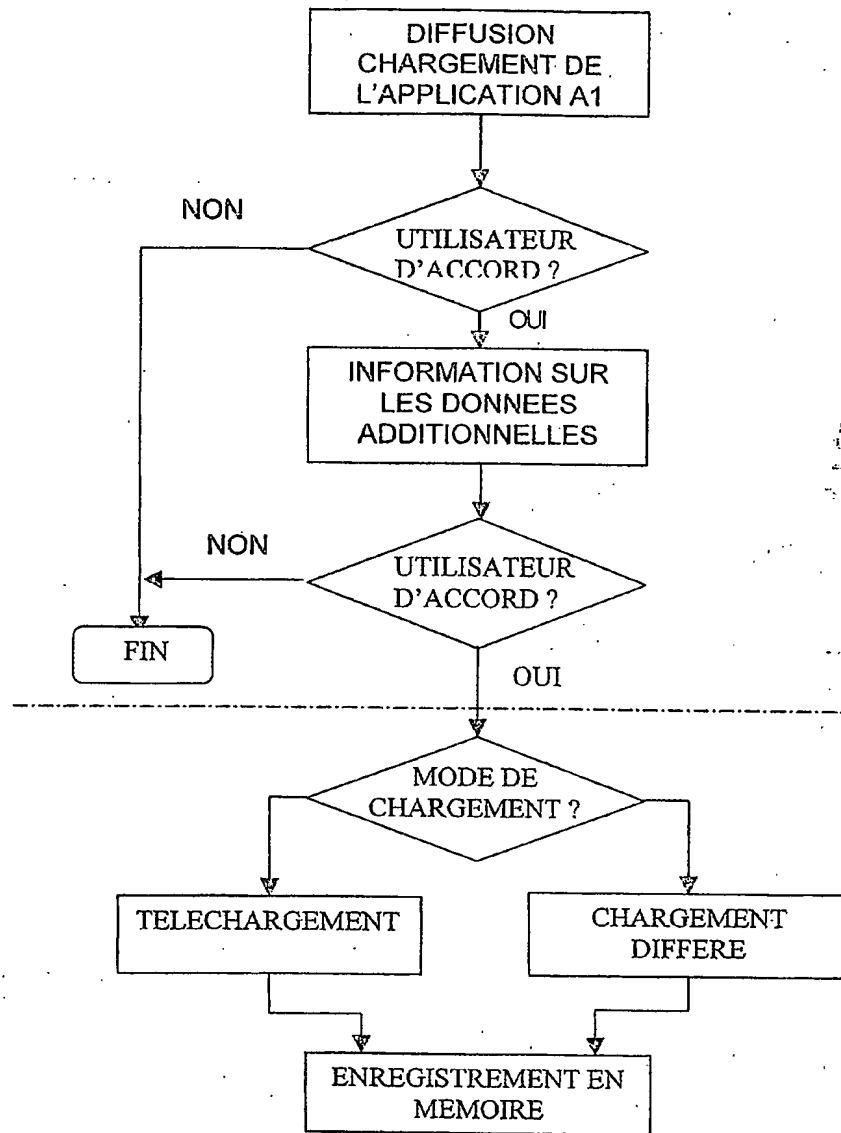 DIFFUSION
CHARGEMENT DE
L'APPLICATION A1
NON
UTILISATEUR
D'ACCORD ?
OUI
INFORMATION SUR
LES DONNEES
ADDITIONNELLES
NON
UTILISATEUR
D'ACCORD ?
FIN
OUI
MODE DE
CHARGEMENT ?
TELECHARGEMENT
CHARGEMENT
DIFFERE
ENREGISTREMENT EN
MEMOIRE